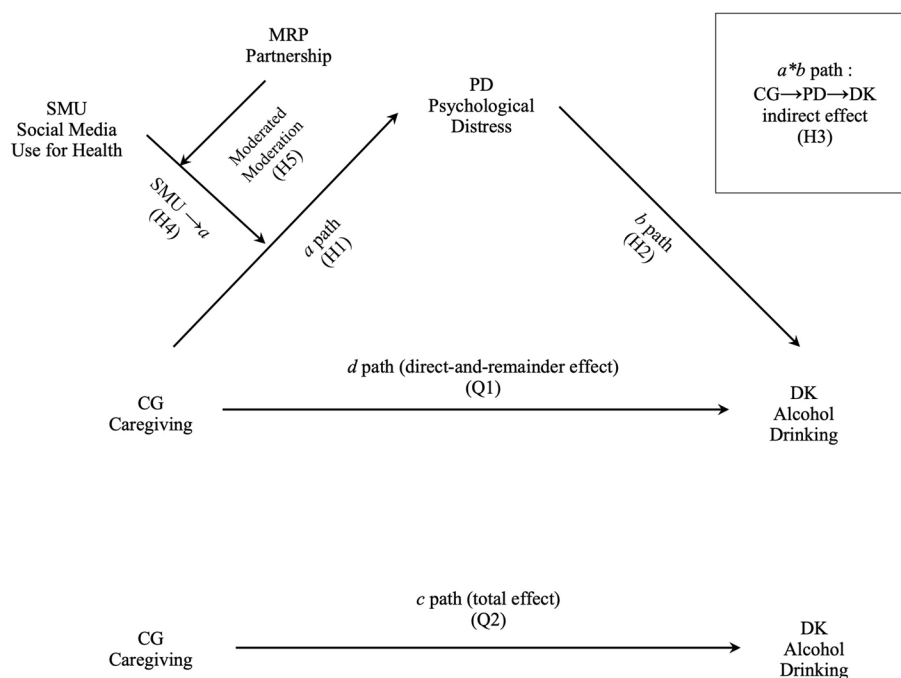 MRP
Partnership
SMU
Social Media
Use for Health
PD
Psychological
Distress
a*b path :
CG→PD→DK
indirect effect
(H3)
Moderated
Moderation
(H5)
SMU →a
(H4)
a path
(H1)
b path
(H2)
d path (direct-and-remainder effect)
(Q1)
CG
Caregiving
DK
Alcohol
Drinking
c path (total effect)
(Q2)
CG
Caregiving
DK
Alcohol
Drinking